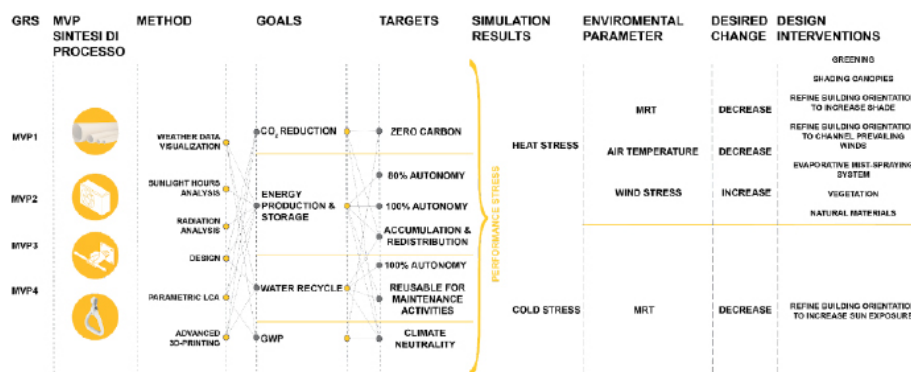 GRS
MVP
SINTESI DI
PROCESSO
METHOD
GOALS
TARGETS
SIMULATION
RESULTS
ENVIROMENTAL
PARAMETER
DESIRED
CHANGE
DESIGN
INTERVENTIONS
MVP1
MVP2
MVP3
MVP4
WEATHER DATA
VISUALIZATION
SUNLIGHT HOURS
ANALYSIS
RADIATION
ANALYSIS
DESIGN
PARAMETRIC LCA
ADVANCED
3D-PRINTING
CO₂ REDUCTION
ENERGY
PRODUCTION &
STORAGE
WATER RECYCLE
GWP
ZERO CARBON
80% AUTONOMY
100% AUTONOMY
ACCUMULATION &
REDISTRIBUTION
100% AUTONOMY
REUSABLE FOR
MAINTENANCE
ACTIVITIES
CLIMATE
NEUTRALITY
PERFORMANCE STRESS
HEAT STRESS
COLD STRESS
MRT
AIR TEMPERATURE
WIND STRESS
MRT
DECREASE
DECREASE
INCREASE
DECREASE
GREENING
SHADING CANOPIES
REFINE BUILDING ORIENTATION
TO INCREASE SHADE
REFINE BUILDING ORIENTATION
TO CHANNEL PREVAILING
WINDS
EVAPORATIVE MIST-SPRAYING
SYSTEM
VEGETATION
NATURAL MATERIALS
REFINE BUILDING ORIENTATION
TO INCREASE SUN EXPOSURE